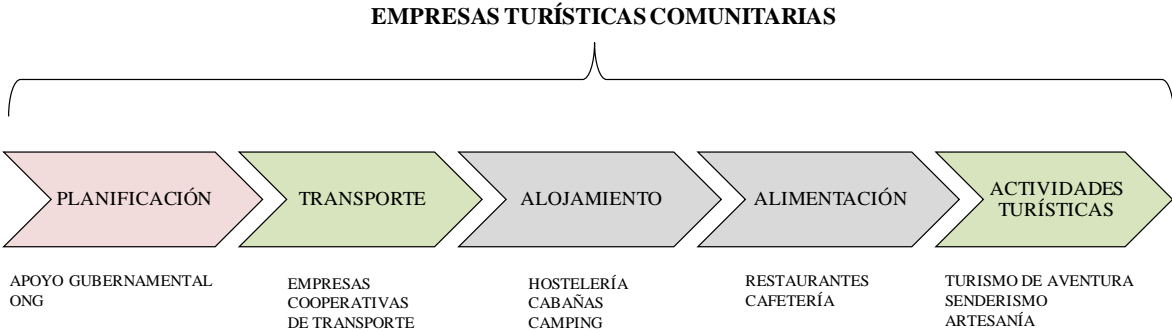 EMPRESAS TURÍSTICAS COMUNITARIAS
PLANIFICACIÓN
TRANSPORTE
ALOJAMIENTO
ALIMENTACIÓN
ACTIVIDADES
TURÍSTICAS
APOYO GUBERNAMENTAL
ONG
EMPRESAS
COOPERATIVAS
DE TRANSPORTE
HOSTELERÍA
CABAÑAS
CAMPING
RESTAURANTES
CAFETERÍA
TURISMO DE AVENTURA
SENDERISMO
ARTESANÍA